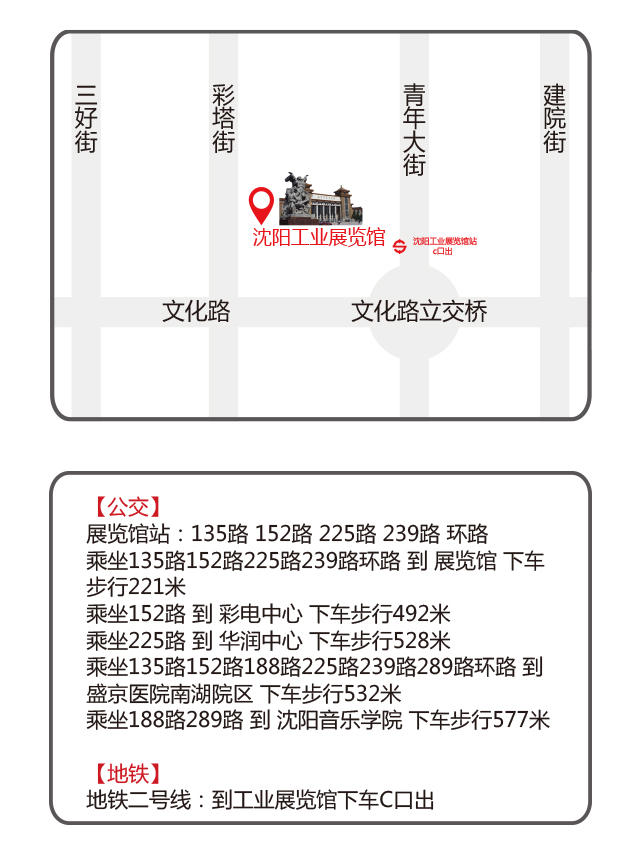 三好街
彩塔街
青年大街
建院街
沈阳工业展览馆
沈阳工业展览馆站
c口出
文化路
文化路立交桥
【公交】
展览馆站：135路 152路 225路 239路 环路
乘坐135路152路225路239路环路 到 展览馆 下车
步行221米
乘坐152路 到 彩电中心 下车步行492米
乘坐225路 到 华润中心 下车步行528米
乘坐135路152路188路225路239路289路环路 到
盛京医院南湖院区 下车步行532米
乘坐188路289路 到 沈阳音乐学院 下车步行577米
【地铁】
地铁二号线：到工业展览馆下车C口出